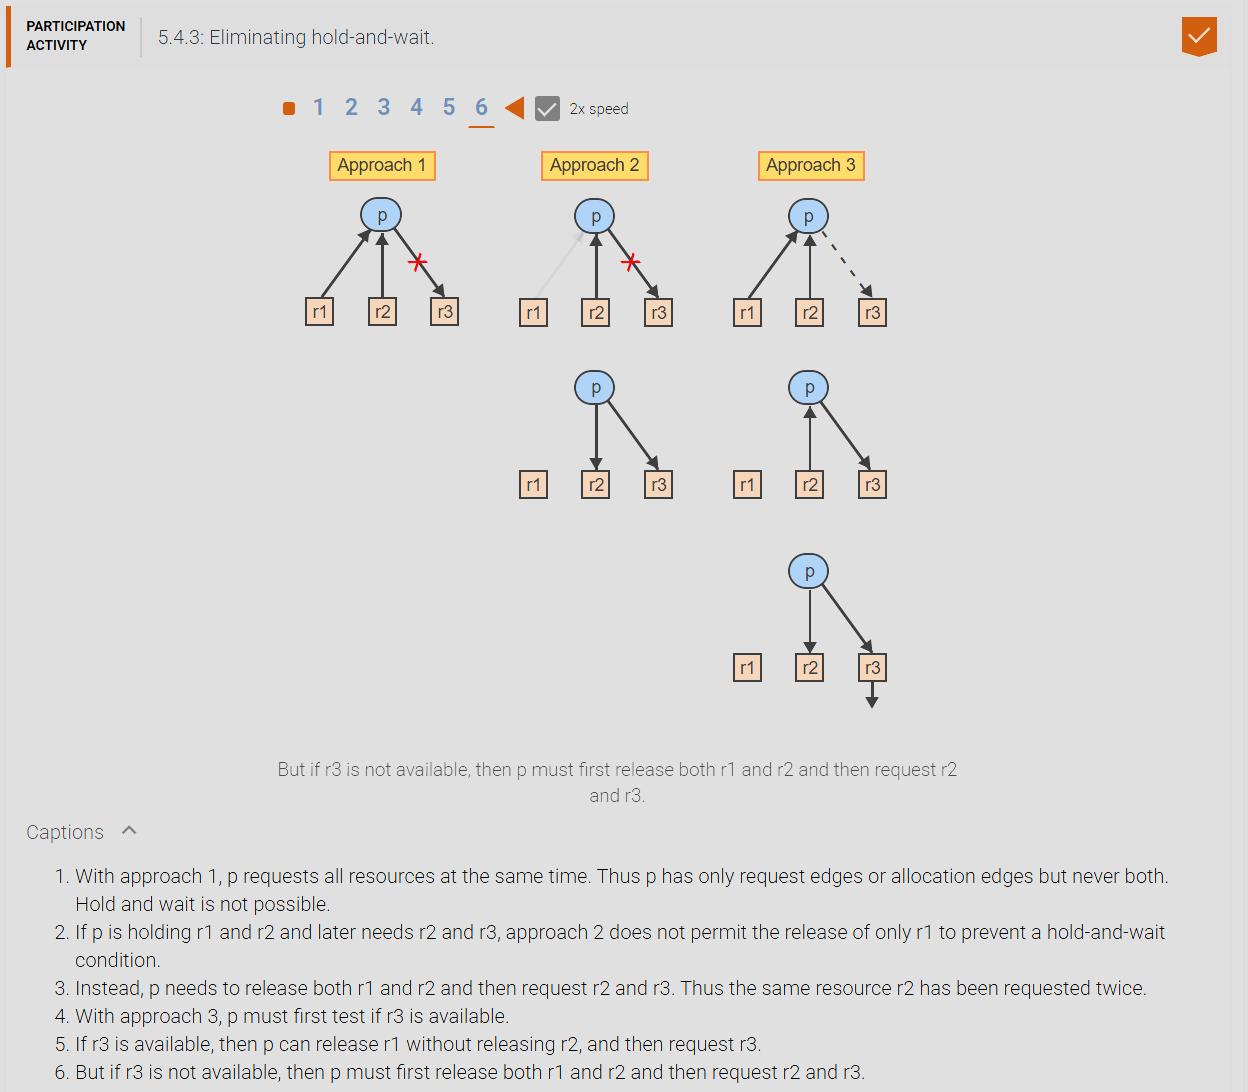 PARTICIPATION
ACTIVITY
5.4.3: Eliminating hold-and-wait.
1 2 3 4 5 6 2x speed
Approach 1 Approach 2 Approach 3
p p p
r1 r2 r3 r1 r2 r3 r1 r2 r3
p p
r1 r2 r3 r1 r2 r3
p
r1 r2 r3
But if r3 is not available, then p must first release both r1 and r2 and then request r2
and r3.
Captions
1. With approach 1, p requests all resources at the same time. Thus p has only request edges or allocation edges but never both.
Hold and wait is not possible.
2. If p is holding r1 and r2 and later needs r2 and r3, approach 2 does not permit the release of only r1 to prevent a hold-and-wait
condition.
3. Instead, p needs to release both r1 and r2 and then request r2 and r3. Thus the same resource r2 has been requested twice.
4. With approach 3, p must first test if r3 is available.
5. If r3 is available, then p can release r1 without releasing r2, and then request r3.
6. But if r3 is not available, then p must first release both r1 and r2 and then request r2 and r3.